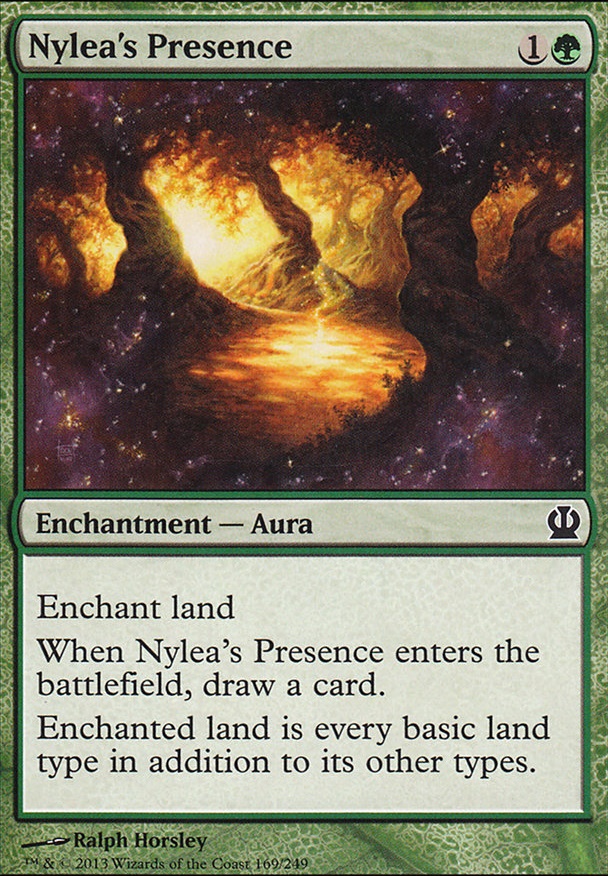 Nylea's Presence 1
Enchantment — Aura
Enchant land
When Nylea's Presence enters the
battlefield, draw a card.
Enchanted land is every basic land
type in addition to its other types.
Ralph Horsley
™ & © 2013 Wizards of the Coast 169/249